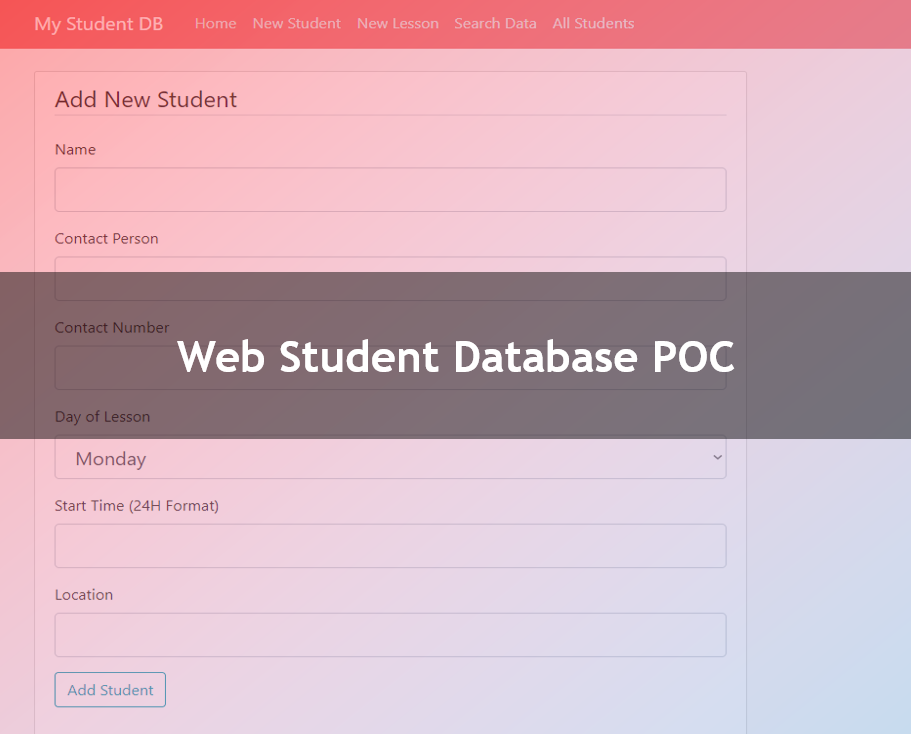 My Student DB Home New Student New Lesson Search Data All Students
Add New Student
Name
Contact Person
Contact Number
Web Student Database POC
Day of Lesson
Monday
Start Time (24H Format)
Location
Add Student